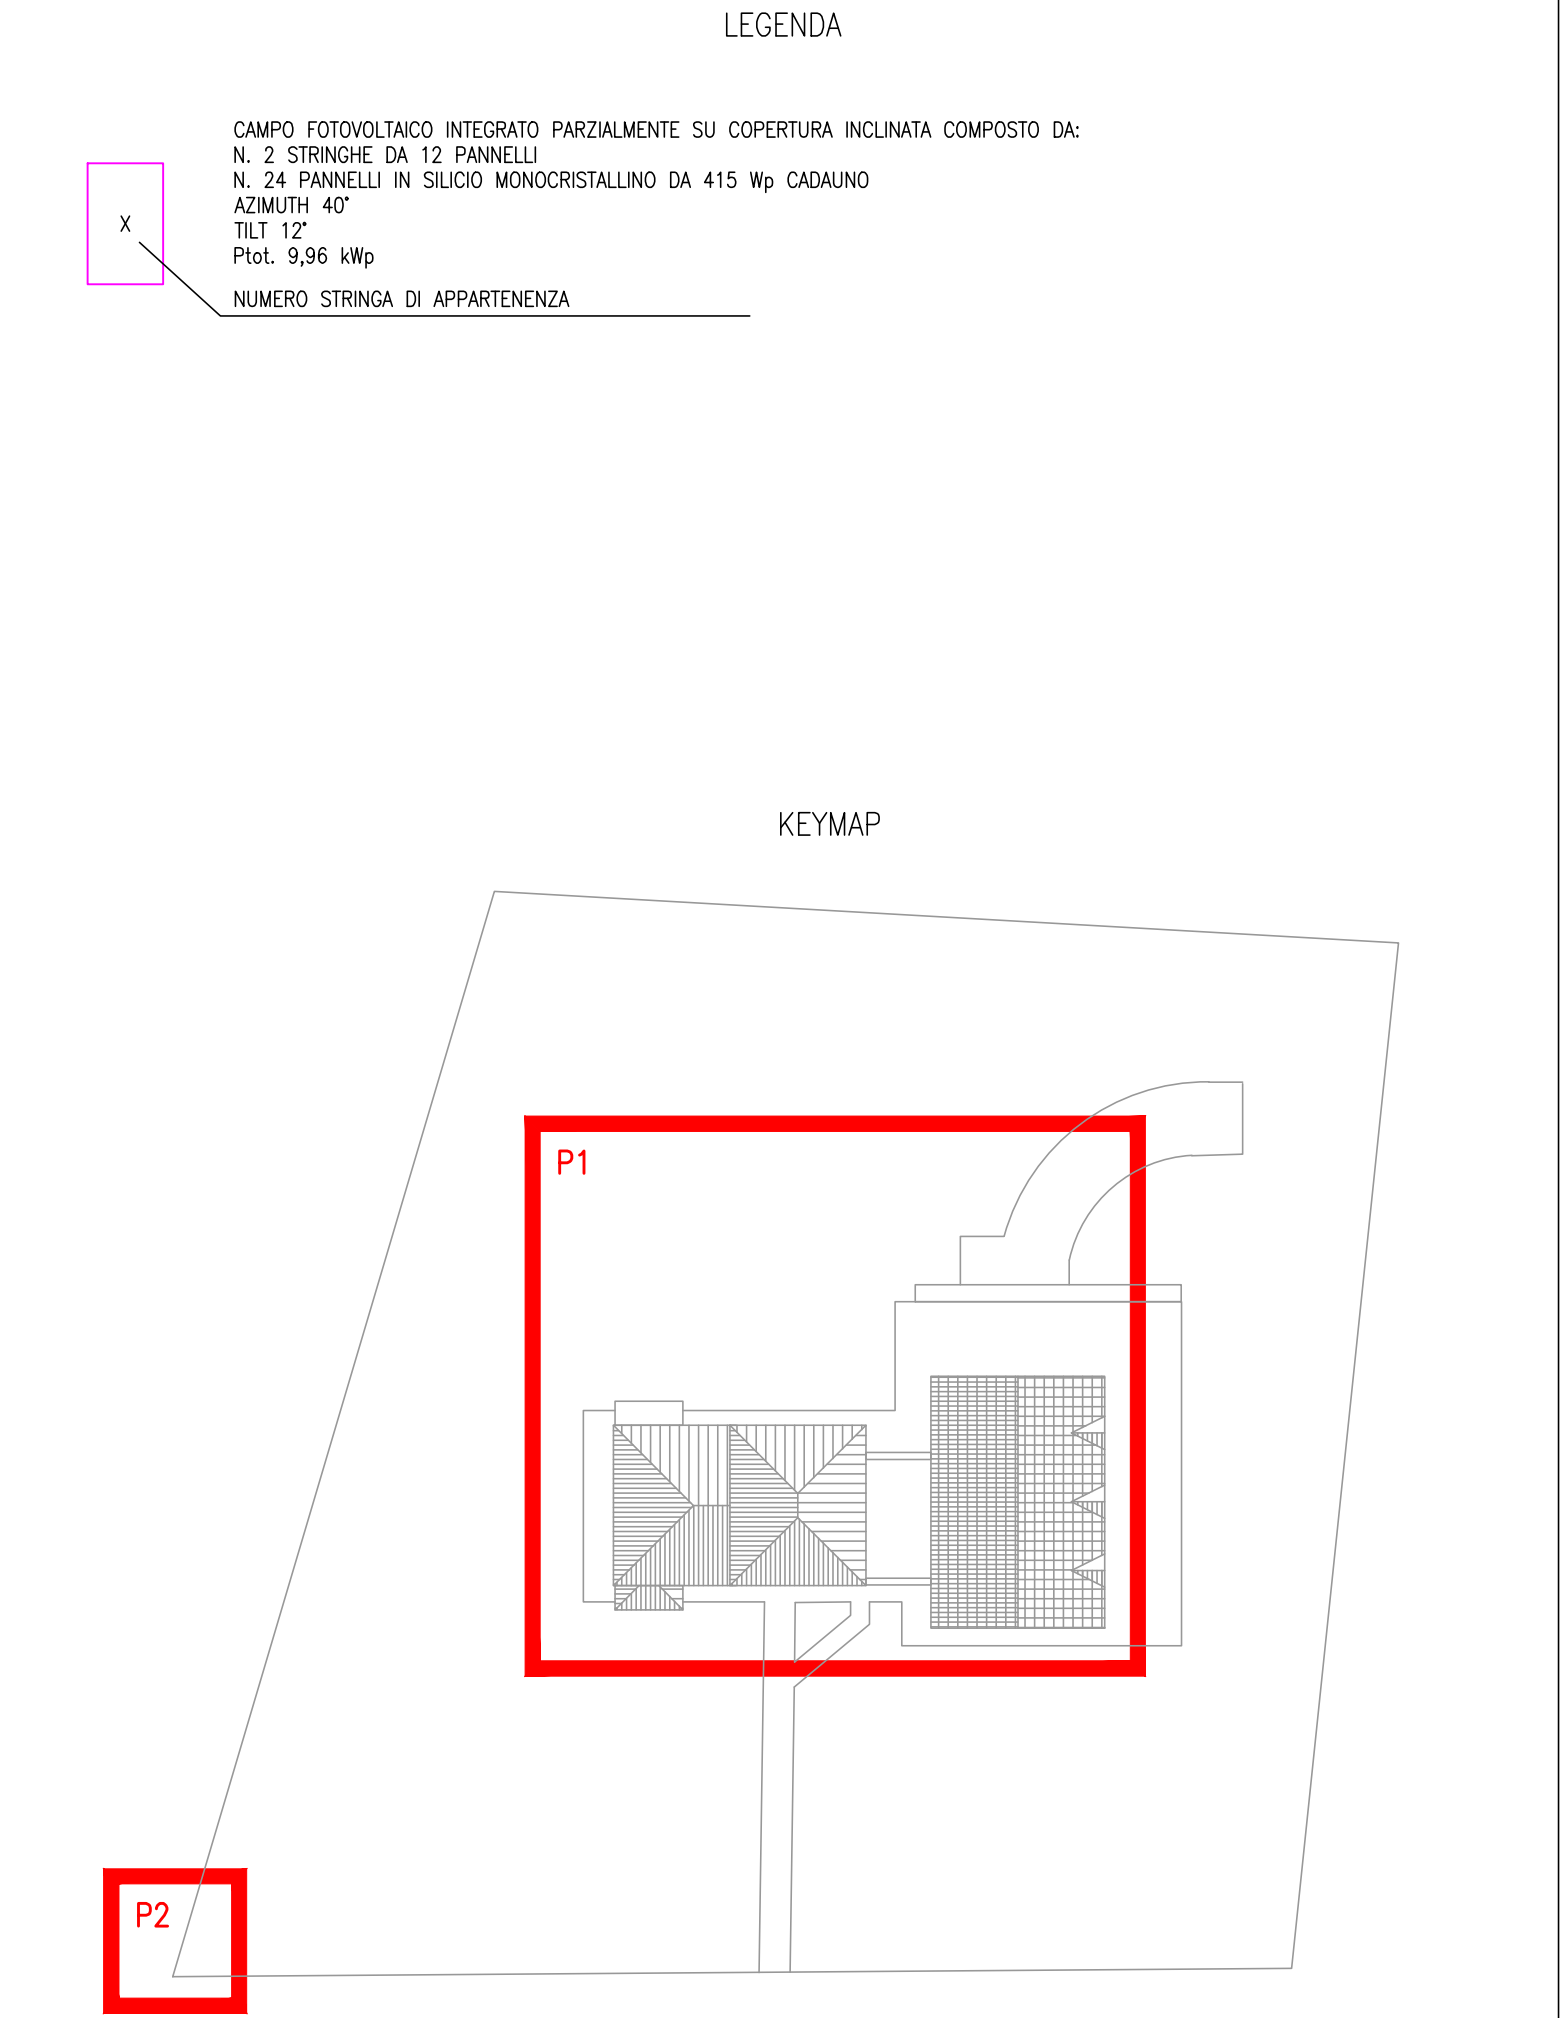 LEGENDA
CAMPO FOTOVOLTAICO INTEGRATO PARZIALMENTE SU COPERTURA INCLINATA COMPOSTO DA:
N. 2 STRINGHE DA 12 PANNELLI
N. 24 PANNELLI IN SILICIO MONOCRISTALLINO DA 415 Wp CADAUNO
AZIMUTH 40°
TILT 12°
Ptot. 9,96 kWp
X
NUMERO STRINGA DI APPARTENENZA
KEYMAP
P1
P2